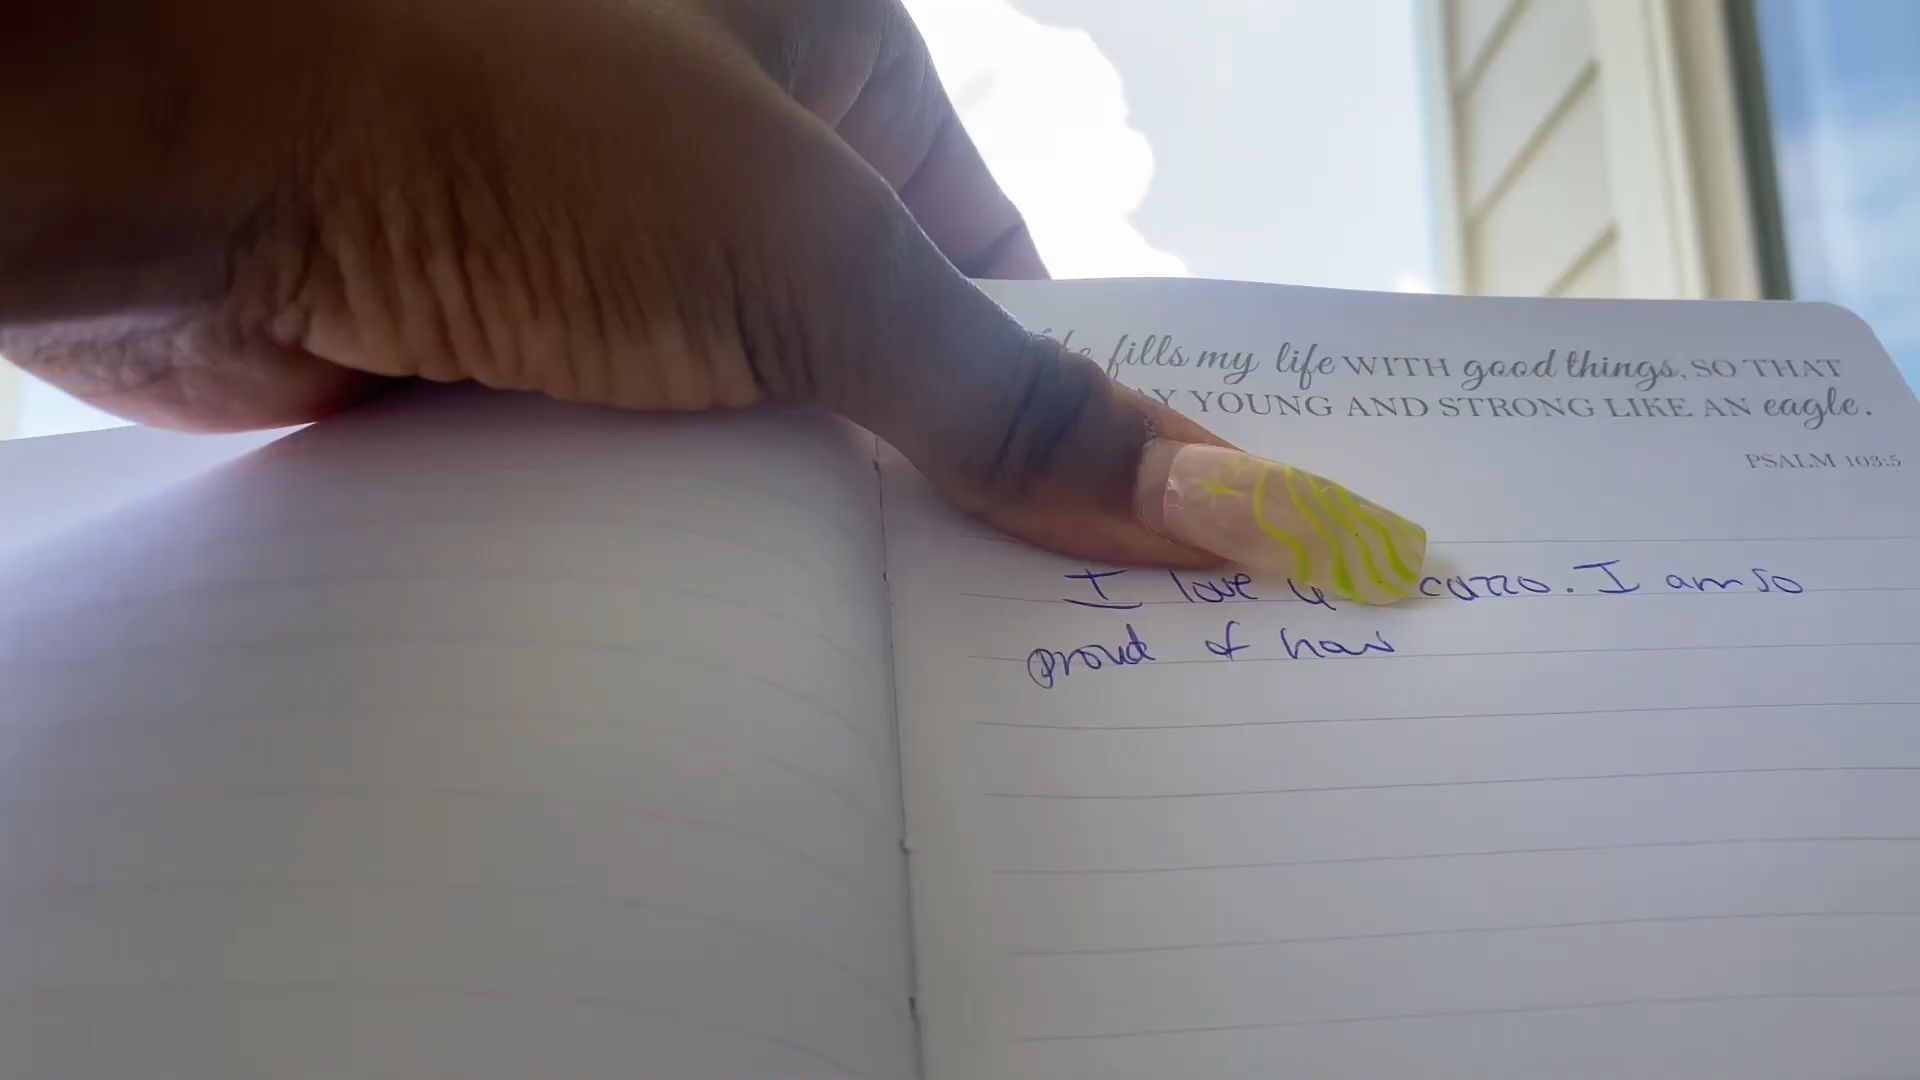 fills my life WITH good things, SO THAT
YOUNG AND STRONG LIKE AN eagle.
PSALM 103:5
I love u I am so
proud of how